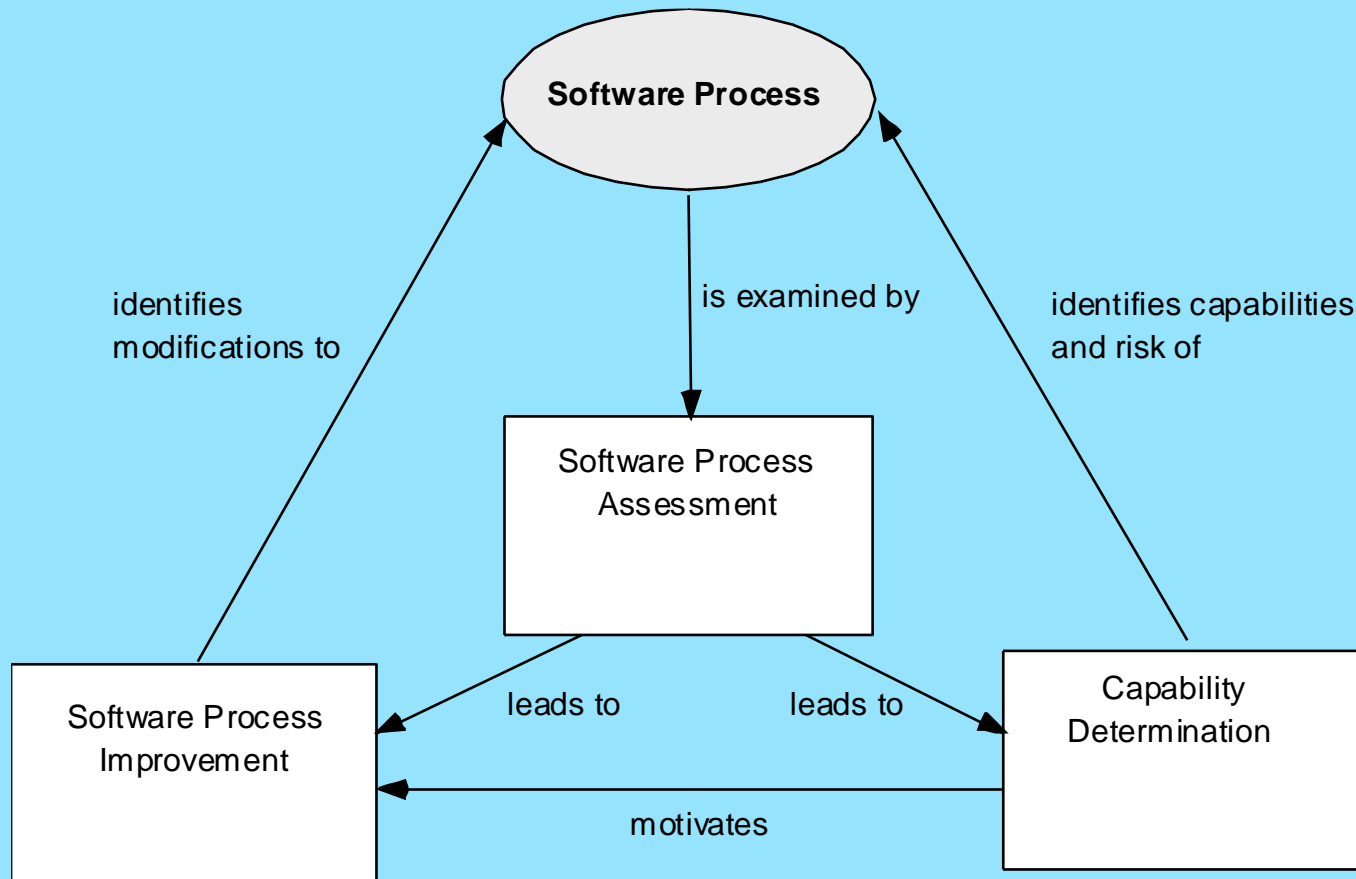 Software Process
identifies
modifications to
is examined by
identifies capabilities
and risk of
Software Process
Assessment
leads to
leads to
Software Process
Improvement
Capability
Determination
motivates